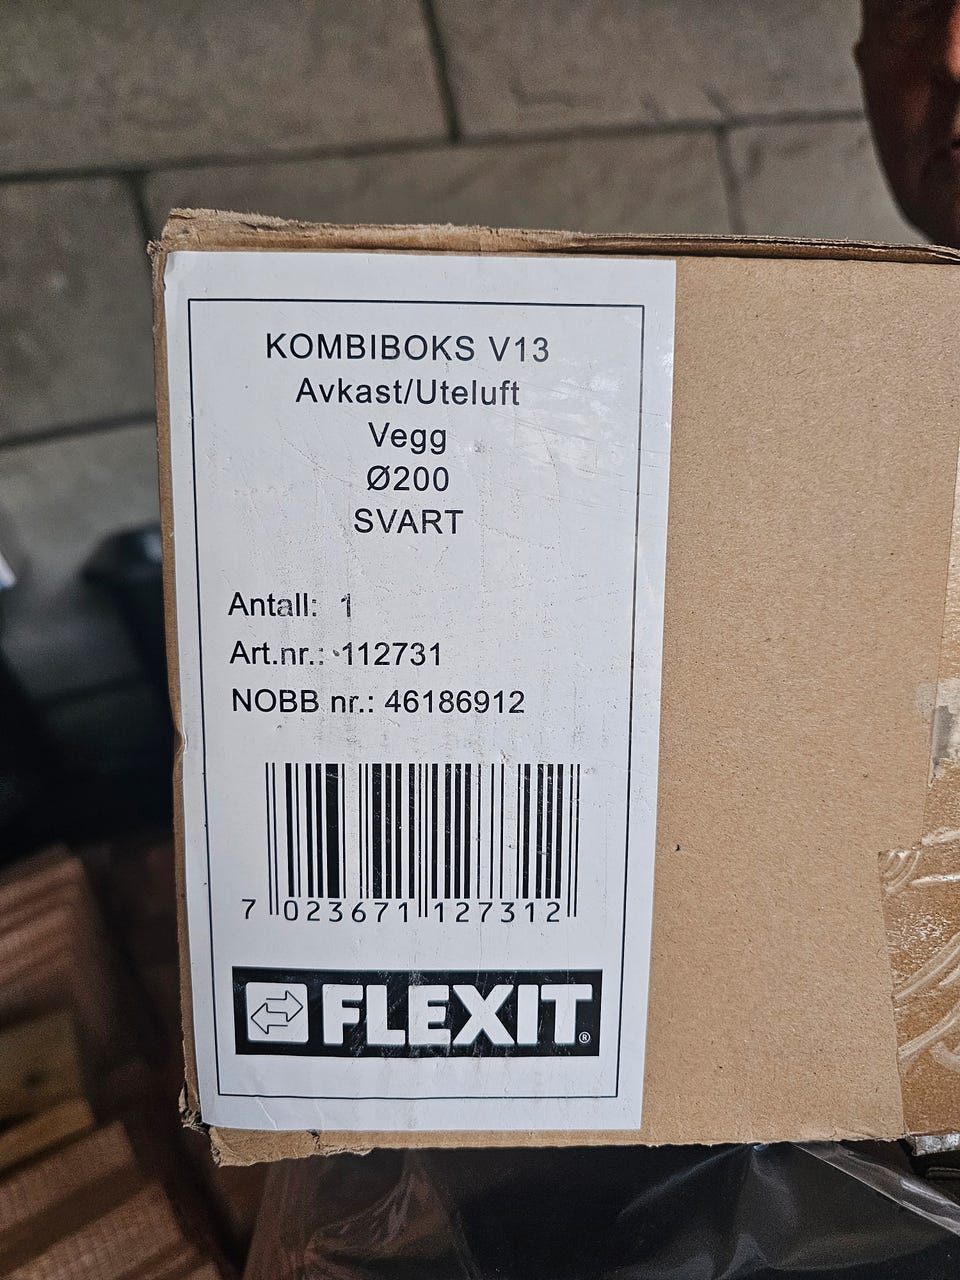 KOMBIBOKS V13
Avkast/Uteluft
Vegg
Ø200
SVART
Antall: 1
Art.nr.: 112731
NOBB nr.: 46186912
7 023671 127312
FLEXIT®